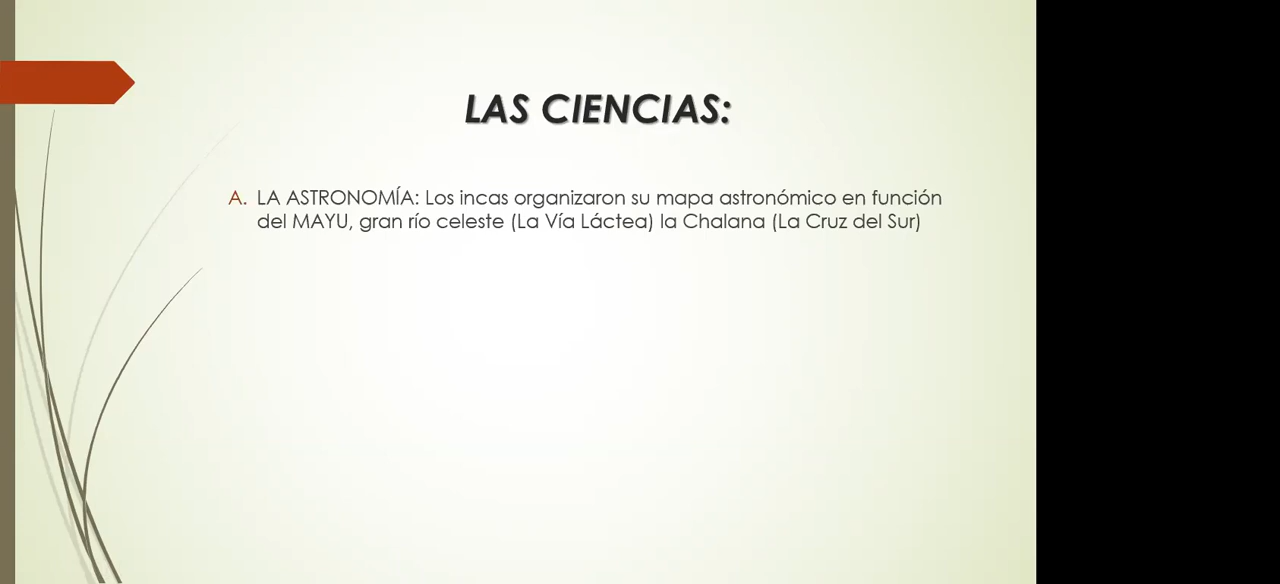 LAS CIENCIAS:
A. LA ASTRONOMÍA: Los incas organizaron su mapa astronómico en función
del MAYU, gran río celeste (La Vía Láctea) la Chalana (La Cruz del Sur)